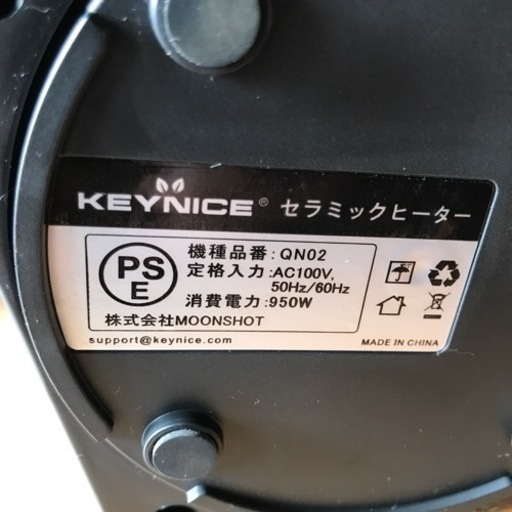 KEYNICE® セラミックヒーター
PS
E
機種品番:QN02
定格入力:AC100V,
50Hz/60Hz
消費電力:950W
株式会社MOONSHOT
support@keynice.com
MADE IN CHINA